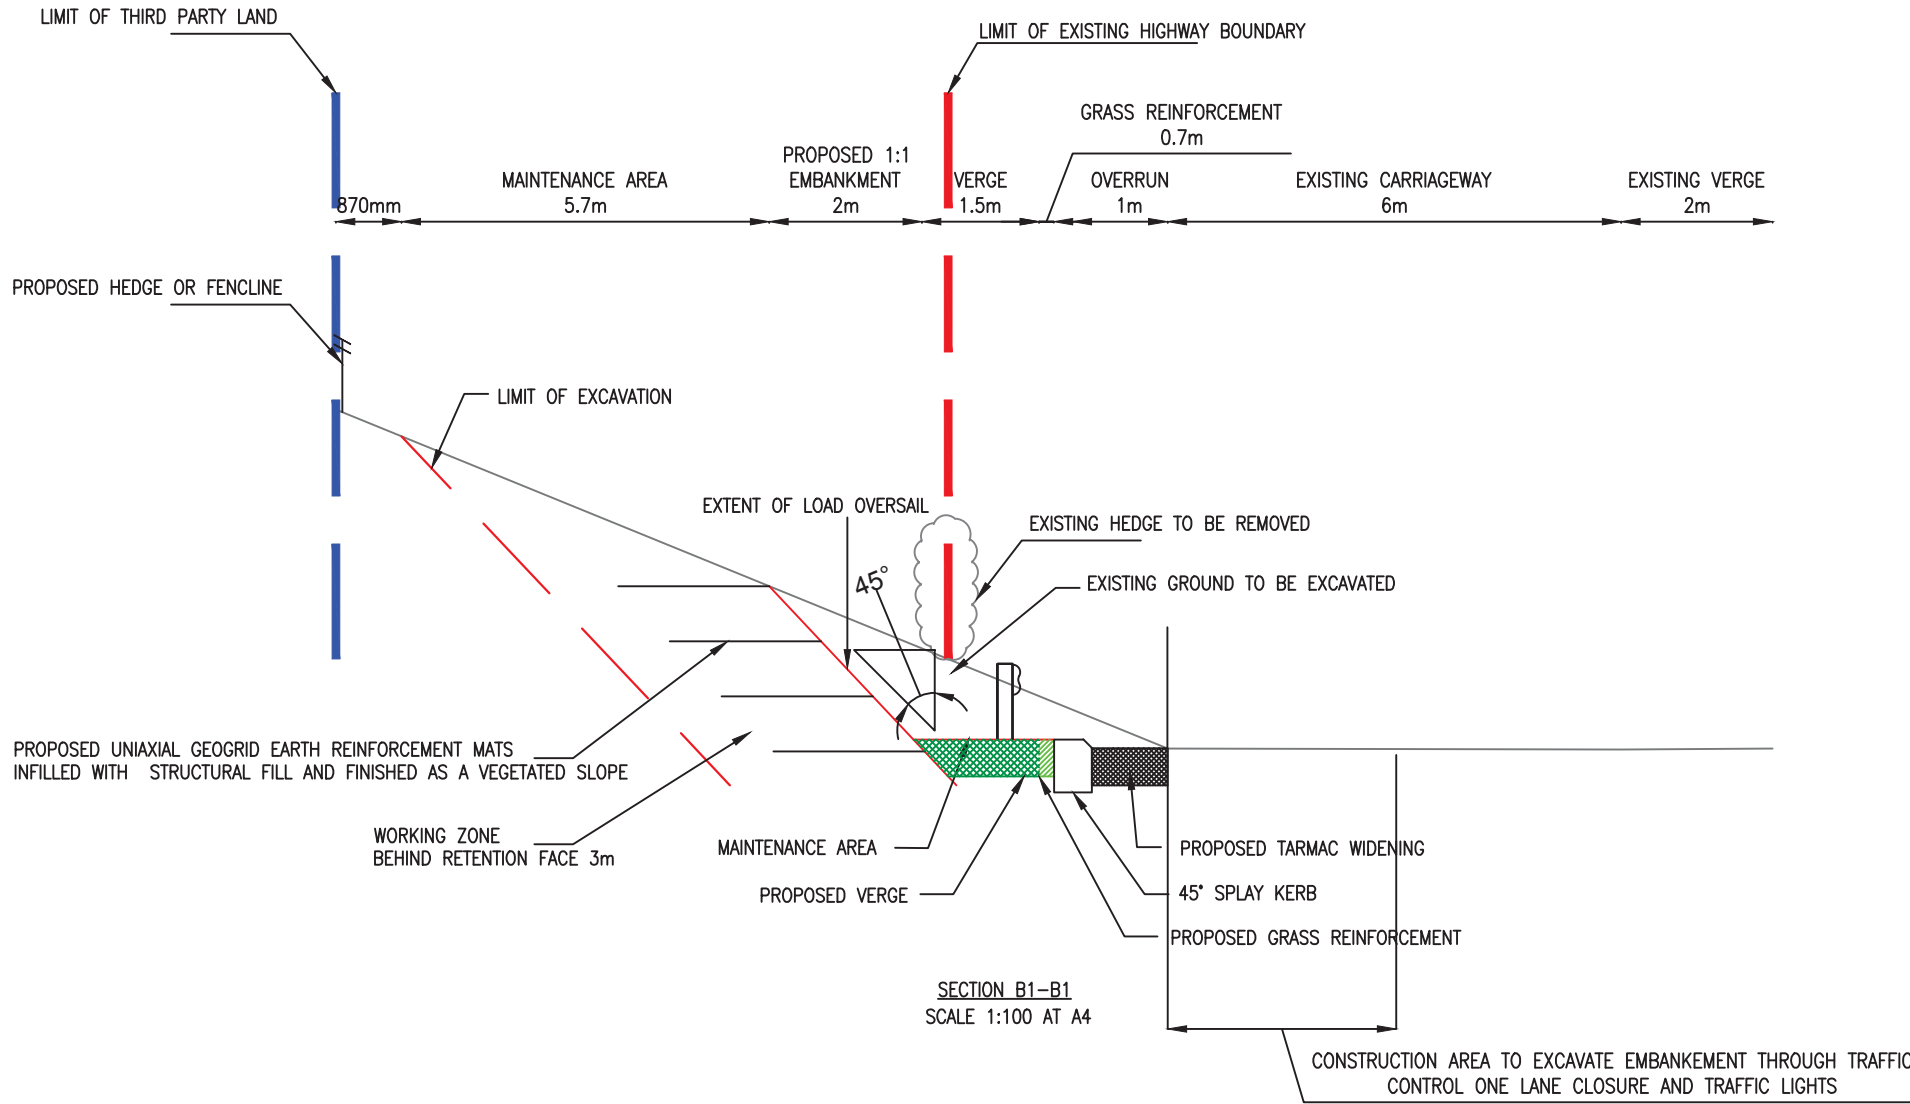 LIMIT OF THIRD PARTY LAND
LIMIT OF EXISTING HIGHWAY BOUNDARY
GRASS REINFORCEMENT
0.7m
PROPOSED 1:1
EMBANKMENT
2m
MAINTENANCE AREA
5.7m
870mm
VERGE
1.5m
OVERRUN
1m
EXISTING CARRIAGEWAY
6m
EXISTING VERGE
2m
PROPOSED HEDGE OR FENCLINE
LIMIT OF EXCAVATION
EXTENT OF LOAD OVERSAIL
EXISTING HEDGE TO BE REMOVED
45°
EXISTING GROUND TO BE EXCAVATED
PROPOSED UNIAXIAL GEOGRID EARTH REINFORCEMENT MATS
INFILLED WITH STRUCTURAL FILL AND FINISHED AS A VEGETATED SLOPE
WORKING ZONE
BEHIND RETENTION FACE 3m
MAINTENANCE AREA
PROPOSED VERGE
PROPOSED TARMAC WIDENING
45° SPLAY KERB
PROPOSED GRASS REINFORCEMENT
SECTION B1-B1
SCALE 1:100 AT A4
CONSTRUCTION AREA TO EXCAVATE EMBANKEMENT THROUGH TRAFFIC
CONTROL ONE LANE CLOSURE AND TRAFFIC LIGHTS